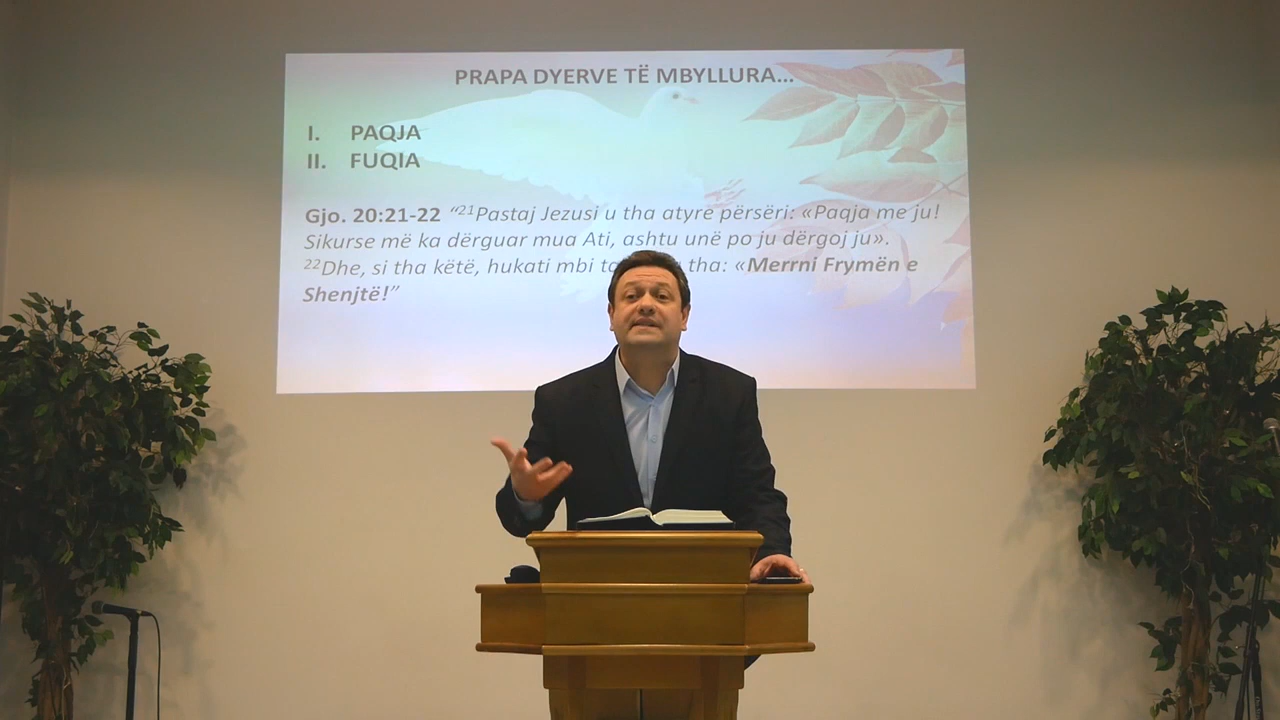 PRAPA DYERVE TË MBYLLURA...
I. PAQJA
II. FUQIA
Gjo. 20:21-22 “²¹Pastaj Jezusi u tha atyre përsëri: «Paqja me ju!
Sikurse më ka dërguar mua Ati, ashtu unë po ju dërgoj ju».
²²Dhe, si tha këtë, hukati mbi tha: «Merrni Frymën e
Shenjtë!”